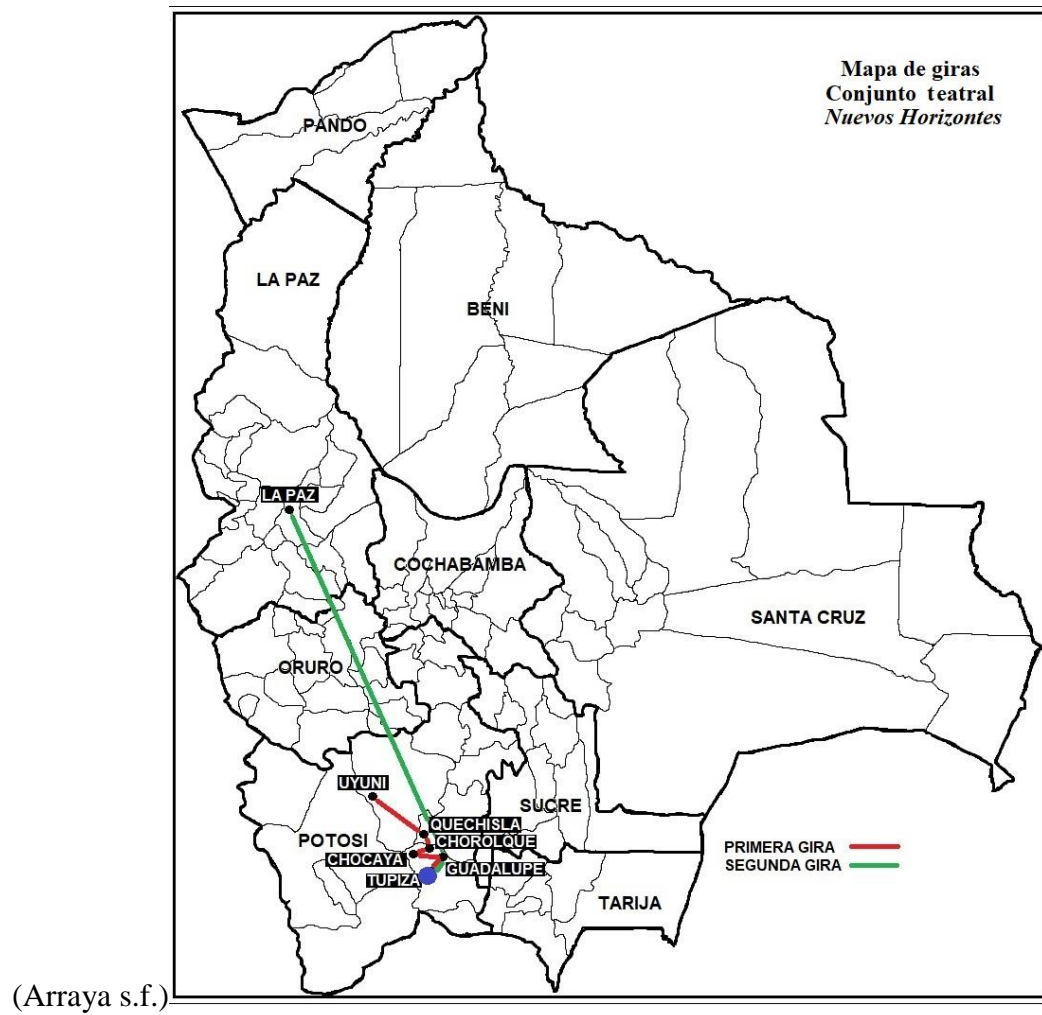 Mapa de giras
Conjunto teatral
Nuevos Horizontes
PANDO
LA PAZ
BENI
LA PAZ
COCHABAMBA
SANTA CRUZ
ORURO
UYUNI
SUCRE
QUECHISLA
POTOSI
CHOROLQUE
CHOCAYA
GUADALUPE
TUPIZA
PRIMERA GIRA
SEGUNDA GIRA
TARIJA
(Arraya s.f.)